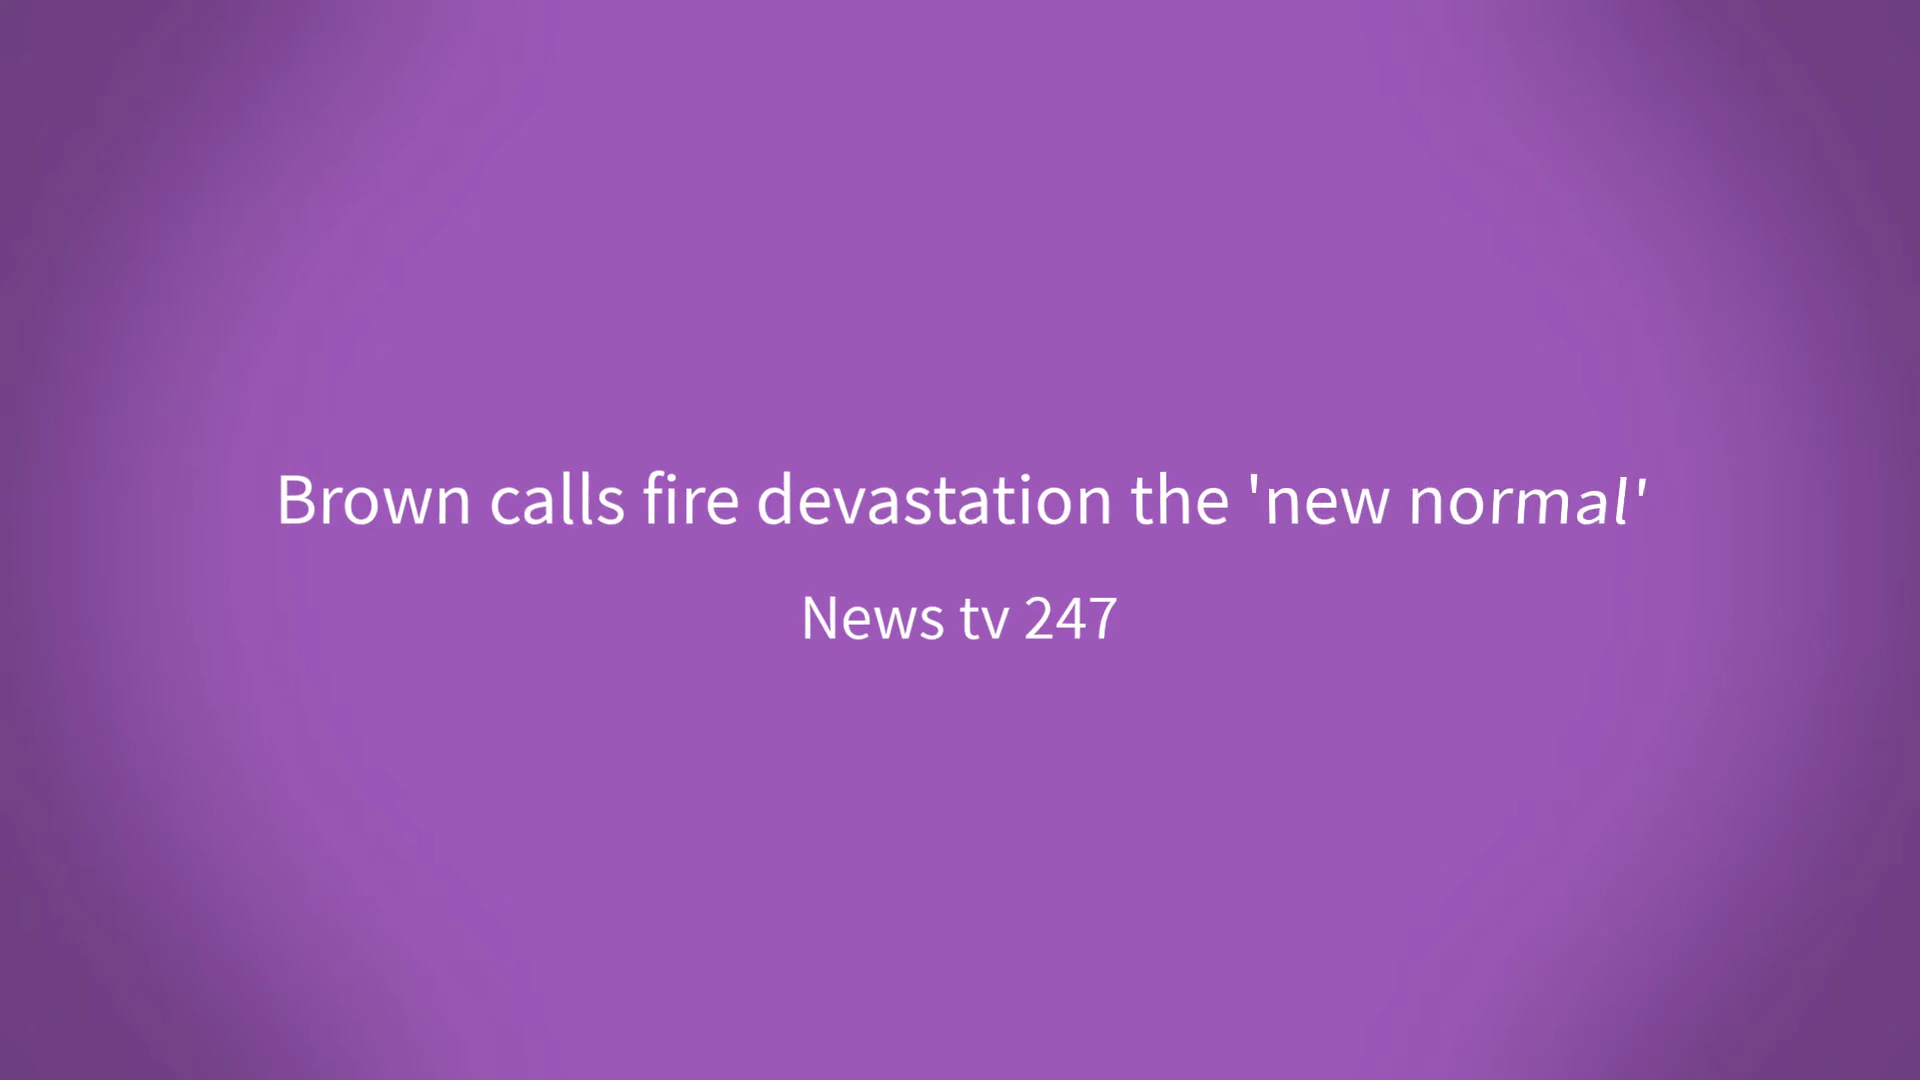 Brown calls fire devastation the 'new normal'
News tv 247